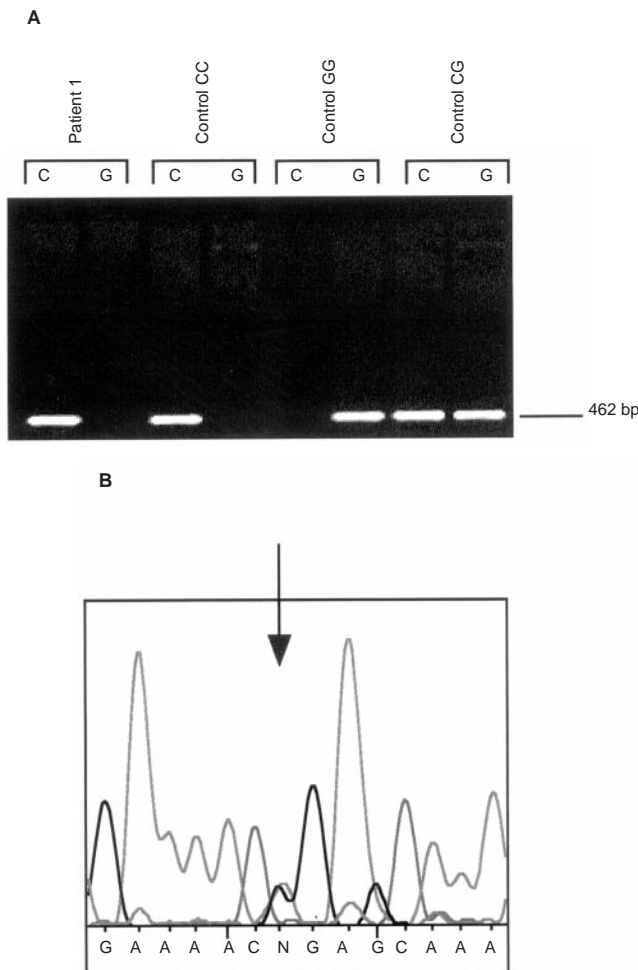 A
Patient 1 Control CC Control GG Control CG
C G C G C G C G
462 bp
B
G A A A A C N G A G C A A A